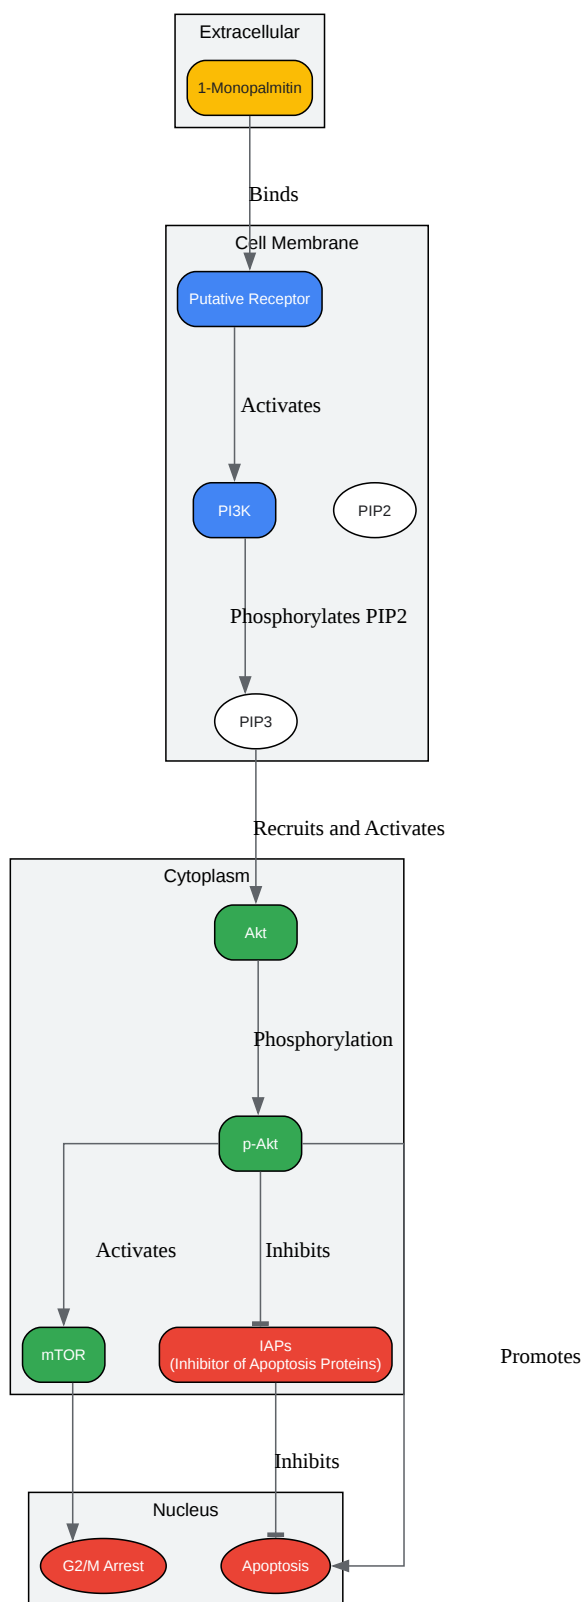 Extracellular
1-Monopalmitin
Binds
Cell Membrane
Putative Receptor
Activates
PI3K
PIP2
Phosphorylates PIP2
PIP3
Recruits and Activates
Cytoplasm
Akt
Phosphorylation
p-Akt
Activates
Inhibits
mTOR
IAPs
(Inhibitor of Apoptosis Proteins)
Promotes
Inhibits
Nucleus
G2/M Arrest
Apoptosis